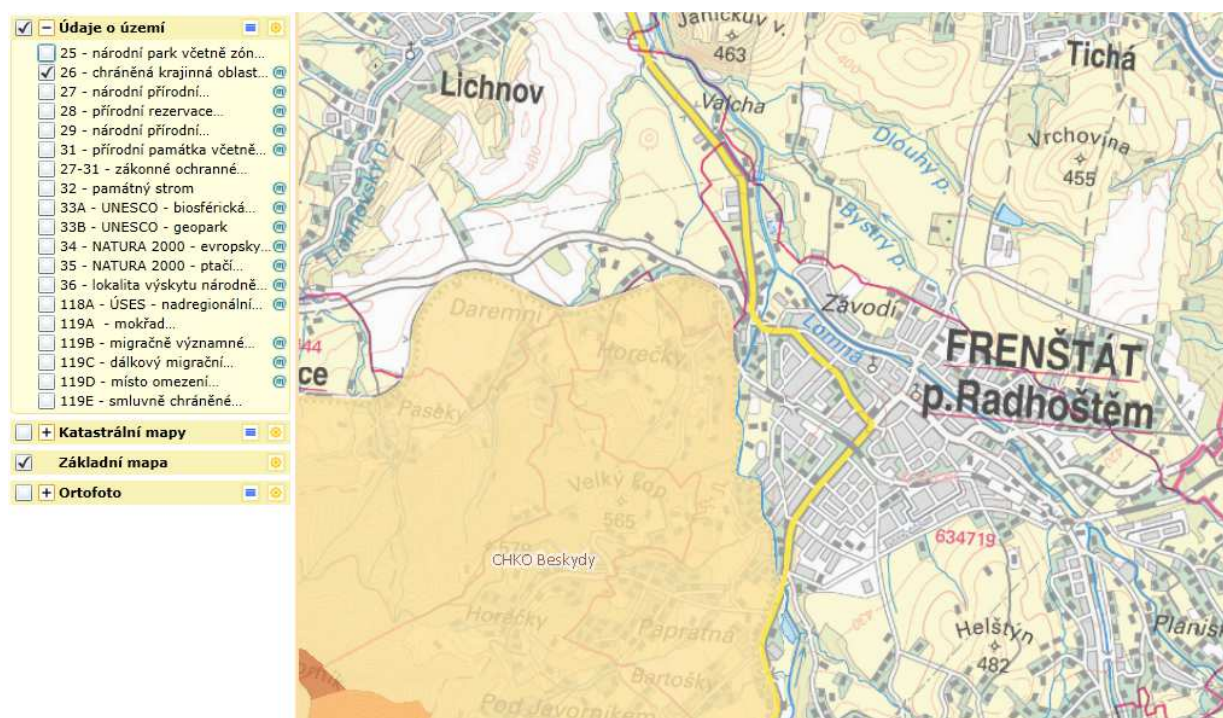 Údaje o území
25 - národní park včetně zón...
26 - chráněná krajinná oblast...
27 - národní přírodní...
28 - přírodní rezervace...
29 - národní přírodní...
31 - přírodní památka včetně...
27-31 - zákonné ochranné...
32 - památný strom
33A - UNESCO - biosférická...
33B - UNESCO - geopark
34 - NATURA 2000 - evropsky...
35 - NATURA 2000 - ptačí...
36 - lokalita výskytu národně...
118A - ÚSES - nadregionální...
119A - mokřad...
119B - migračně významné...
119C - dálkový migrační...
119D - místo omezení...
119E - smluvně chráněné...
Katastrální mapy
Základní mapa
Ortofoto
Janíčkův v.
463
Tichá
400
Lichnov
Valcha
Dlouhý p.
Vrchovina
455
400
Bystrý p.
Závodí
Lomná
Daremní
Horečky
FRENŠTÁT
p.Radhoštěm
44
ce
Paseky
Velký kop
565
634719
CHKO Beskydy
Horečky
Papratná
Helštýn
482
Bartošky
Pod Javorníkem